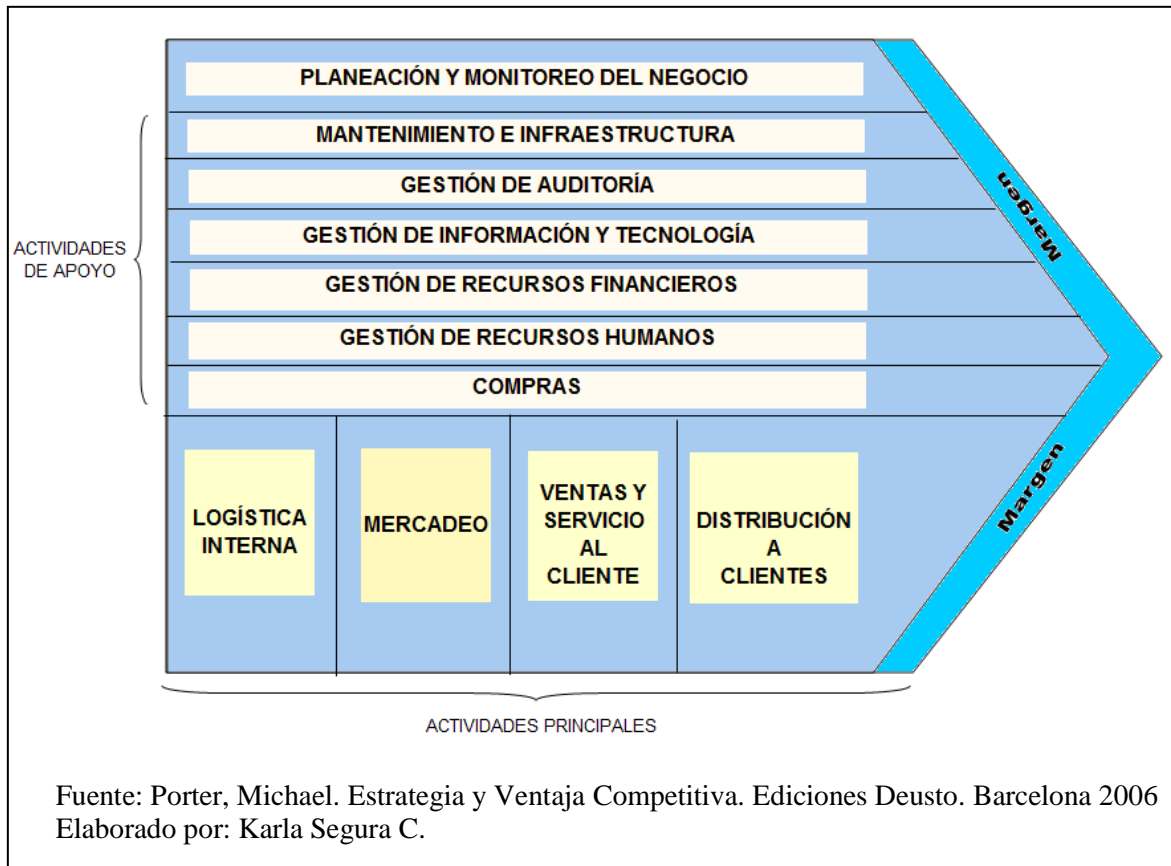 PLANEACIÓN Y MONITOREO DEL NEGOCIO
MANTENIMIENTO E INFRAESTRUCTURA
GESTIÓN DE AUDITORÍA
GESTIÓN DE INFORMACIÓN Y TECNOLOGÍA
GESTIÓN DE RECURSOS FINANCIEROS
GESTIÓN DE RECURSOS HUMANOS
COMPRAS
ACTIVIDADES
DE APOYO
Margen
LOGÍSTICA
INTERNA
MERCADEO
VENTAS Y
SERVICIO
AL
CLIENTE
DISTRIBUCIÓN
A
CLIENTES
Margen
ACTIVIDADES PRINCIPALES
Fuente: Porter, Michael. Estrategia y Ventaja Competitiva. Ediciones Deusto. Barcelona 2006
Elaborado por: Karla Segura C.